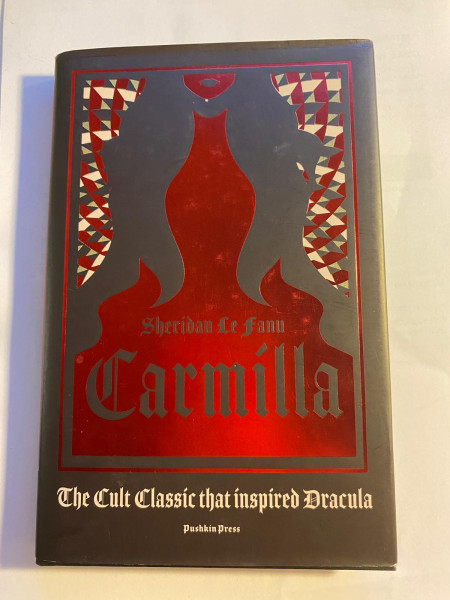 Sheridan Le Fanu
Carmilla
The Cult Classic that inspired Dracula
Pushkin Press